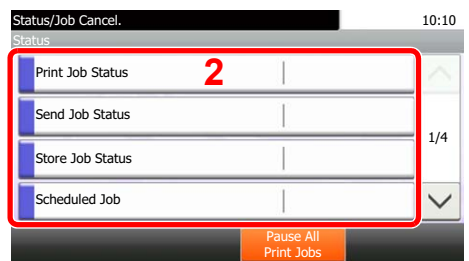 Status/Job Cancel. 10:10
Status
Print Job Status 2
Send Job Status
1/4
Store Job Status
Scheduled Job
Pause All
Print Jobs